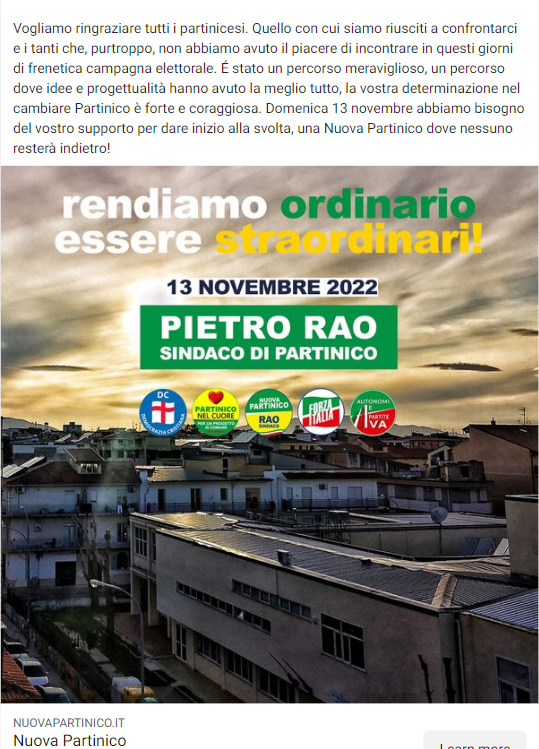 Vogliamo ringraziare tutti i partinicesi. Quello con cui siamo riusciti a confrontarci
e i tanti che, purtroppo, non abbiamo avuto il piacere di incontrare in questi giorni
di frenetica campagna elettorale. É stato un percorso meraviglioso, un percorso
dove idee e progettualità hanno avuto la meglio tutto, la vostra determinazione nel
cambiare Partinico è forte e coraggiosa. Domenica 13 novembre abbiamo bisogno
del vostro supporto per dare inizio alla svolta, una Nuova Partinico dove nessuno
resterà indietro!
rendiamo ordinario
essere straordinari!
13 NOVEMBRE 2022
PIETRO RAO
SINDACO DI PARTINICO
DC
DEMOCRAZIA CRISTIANA
PARTINICO
NEL CUORE
PER UN PROGETTO
IN COMUNE
NUOVA
PARTINICO
RAO
SINDACO
FORZA
ITALIA
AUTONOMI
E
PARTITE
IVA
NUOVAPARTINICO.IT
Nuova Partinico
Learn more